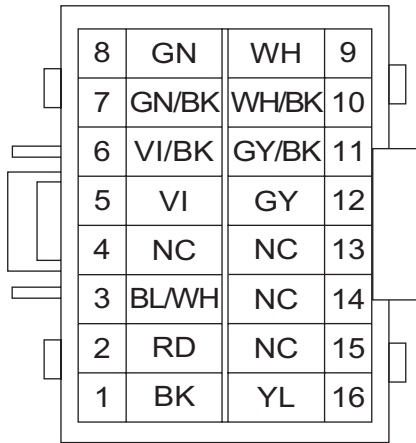 8 GN WH 9
7 GN/BK WH/BK 10
6 VI/BK GY/BK 11
5 VI GY 12
4 NC NC 13
3 BL/WH NC 14
2 RD NC 15
1 BK YL 16